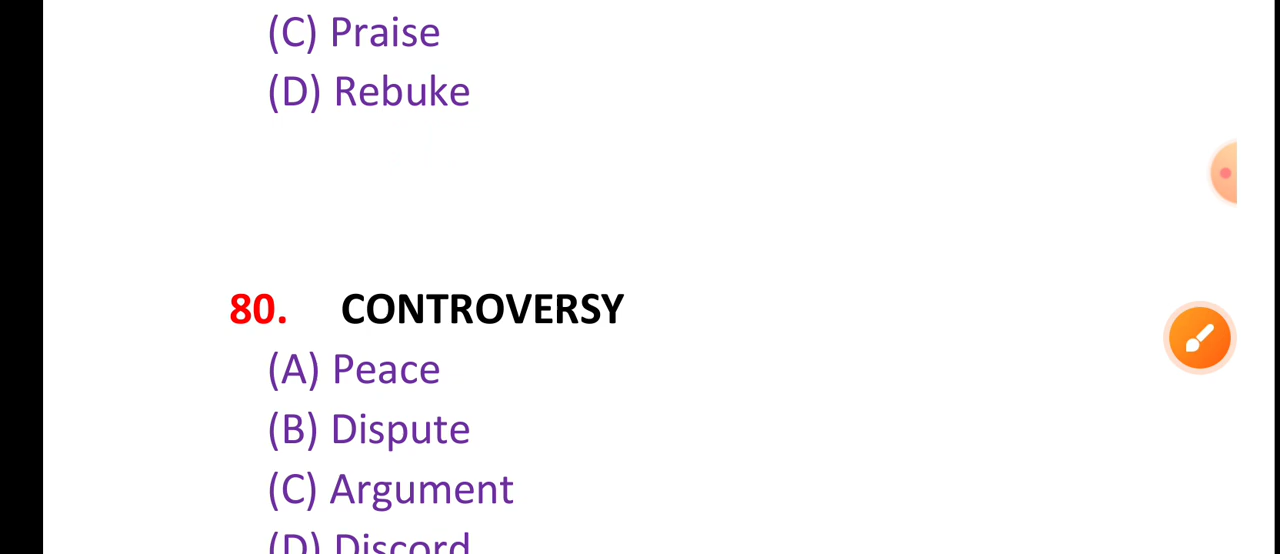 (C) Praise
(D) Rebuke
80. CONTROVERSY
(A) Peace
(B) Dispute
(C) Argument
(D) Discord